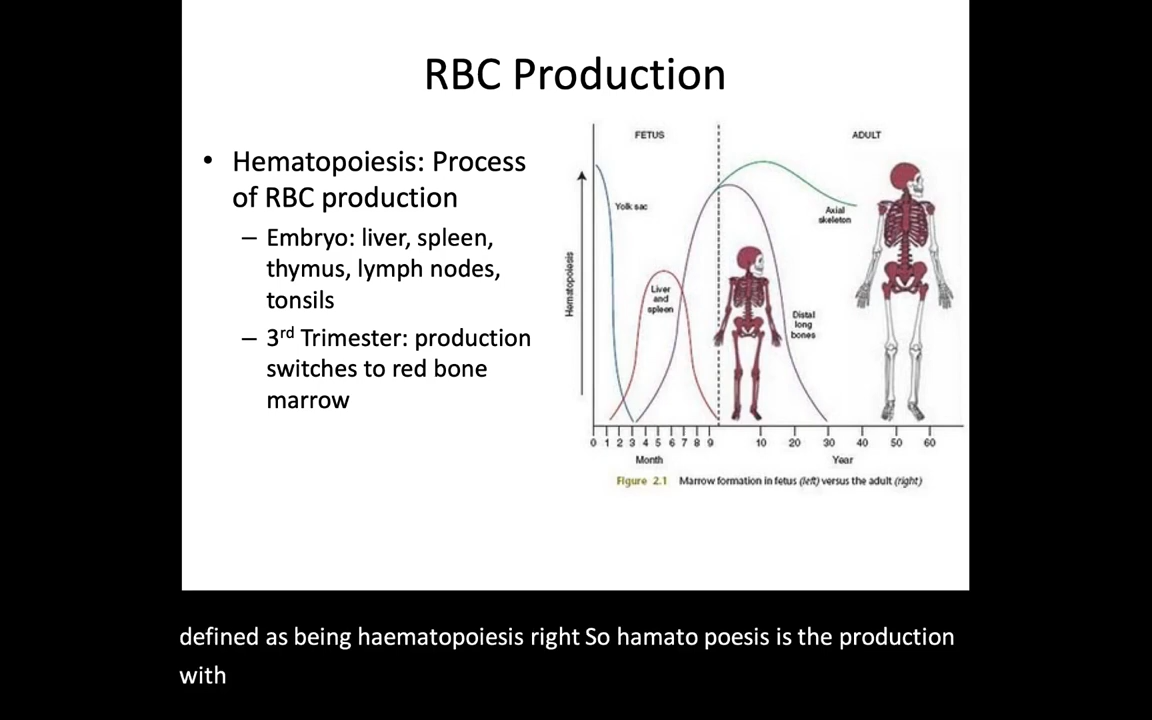 RBC Production
• Hematopoiesis: Process
of RBC production
– Embryo: liver, spleen,
thymus, lymph nodes,
tonsils
– 3rd Trimester: production
switches to red bone
marrow
FETUS
ADULT
Yolk sac
Axial
skeleton
Hematopoiesis
Liver
and
spleen
Distal
long
bones
0 1 2 3 4 5 6 7 8 9 10 20 30 40 50 60
Month
Year
Figure 2.1 Marrow formation in fetus (left) versus the adult (right)
defined as being haematopoiesis right So hamato poesis is the production
with